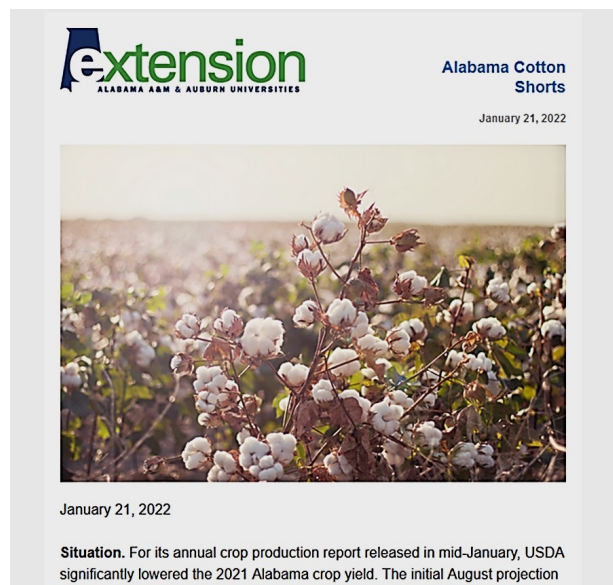 extension
ALABAMA A&M & AUBURN UNIVERSITIES
Alabama Cotton
Shorts
January 21, 2022
January 21, 2022
Situation. For its annual crop production report released in mid-January, USDA
significantly lowered the 2021 Alabama crop yield. The initial August projection